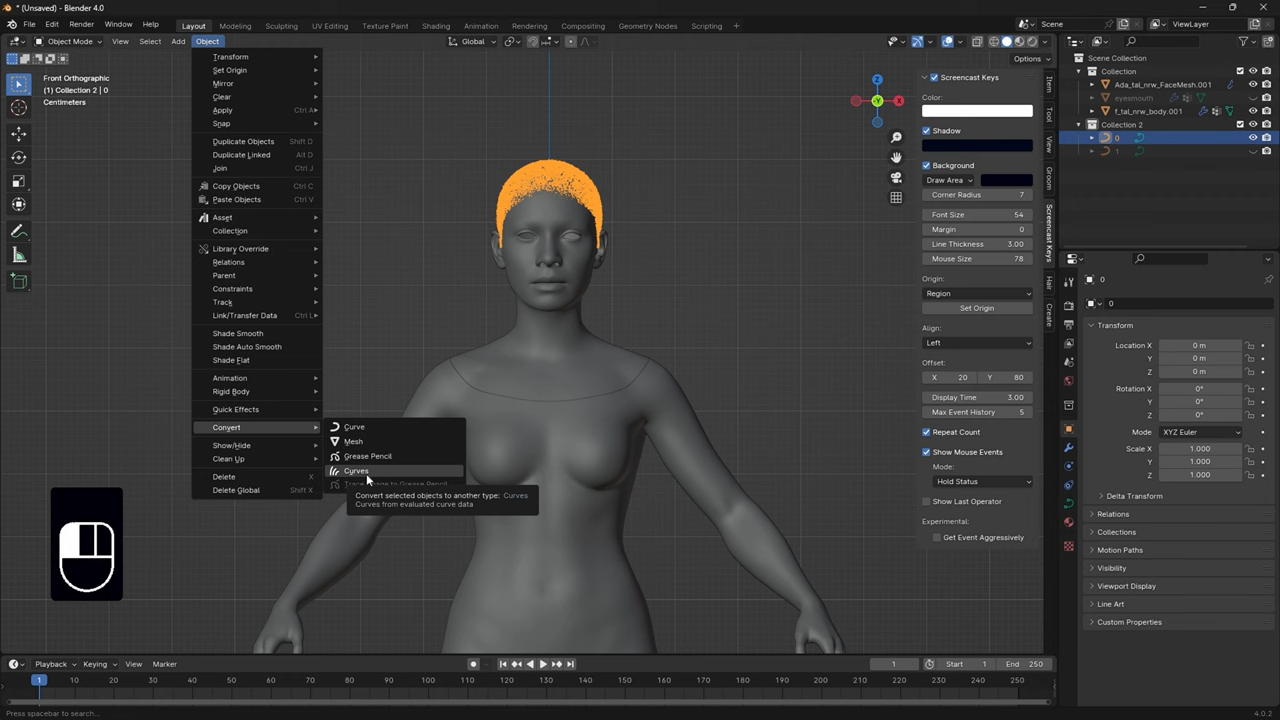 * (Unsaved) - Blender 4.0
File Edit Render Window Help Layout Modeling Sculpting UV Editing Texture Paint Shading Animation Rendering Compositing Geometry Nodes Scripting Scene ViewLayer
Object Mode View Select Add Object Global
Options
Front Orthographic
(1) Collection 2 | 0
Centimeters
Transform
Set Origin
Mirror
Clear
Apply Ctrl A
Snap
Duplicate Objects Shift D
Duplicate Linked Alt D
Join Ctrl J
Copy Objects Ctrl C
Paste Objects Ctrl V
Asset
Collection
Library Override
Relations
Parent
Constraints
Track
Link/Transfer Data Ctrl L
Shade Smooth
Shade Auto Smooth
Shade Flat
Animation
Rigid Body
Quick Effects
Convert
Show/Hide
Clean Up
Delete X
Delete Global Shift X
Curve
Mesh
Grease Pencil
Curves
Trace Image to Grease Pencil
Convert selected objects to another type: Curves
Curves from evaluated curve data
Z
X
-Y
Screencast Keys
Color:
Shadow
Background
Draw Area
Corner Radius 7
Font Size 54
Margin 0
Line Thickness 3.00
Mouse Size 78
Origin:
Region
Set Origin
Align:
Left
Offset:
X 20 Y 80
Display Time 3.00
Max Event History 5
Repeat Count
Show Mouse Events
Mode:
Hold Status
Show Last Operator
Experimental:
Get Event Aggressively
Item
Tool
View
Groom
Screencast Keys
Hair
Create
Scene Collection
Collection
Ada_tal_nrw_FaceMesh.001
eyesmouth
f_tal_nrw_body.001
Collection 2
0
1
0
0
Transform
Location X 0 m
Y 0 m
Z 0 m
Rotation X 0°
Y 0°
Z 0°
Mode XYZ Euler
Scale X 1.000
Y 1.000
Z 1.000
Delta Transform
Relations
Collections
Motion Paths
Visibility
Viewport Display
Line Art
Custom Properties
Playback Keying View Marker 1 Start 1 End 250
1 10 20 30 40 50 60 70 80 90 100 110 120 130 140 150 160 170 180 190 200 210 220 230 240 250
Press spacebar to search... 4.0.2